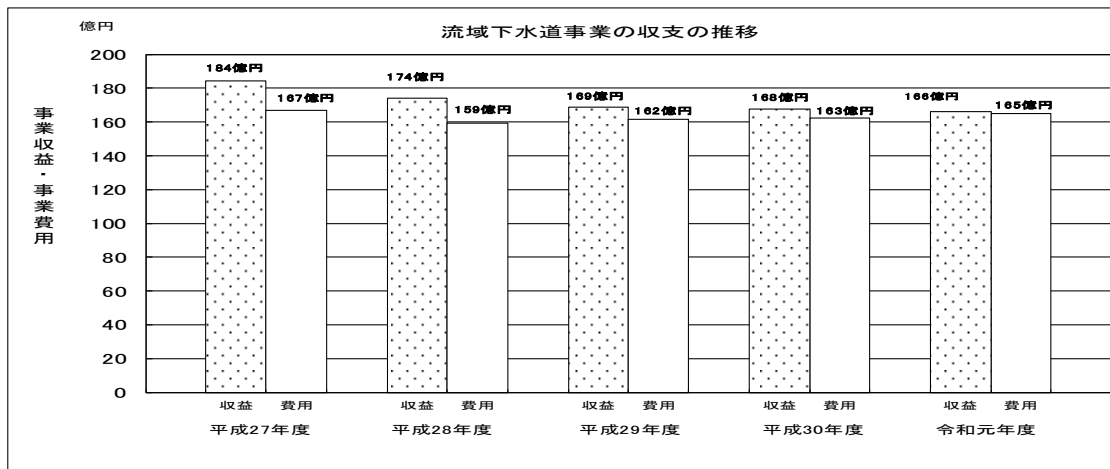 億円
流域下水道事業の収支の推移
事業収益・事業費用
200
180
160
140
120
100
80
60
40
20
0
184億円
167億円
174億円
159億円
169億円
162億円
168億円
163億円
166億円
165億円
収益 費用 収益 費用 収益 費用 収益 費用 収益 費用
平成27年度 平成28年度 平成29年度 平成30年度 令和元年度